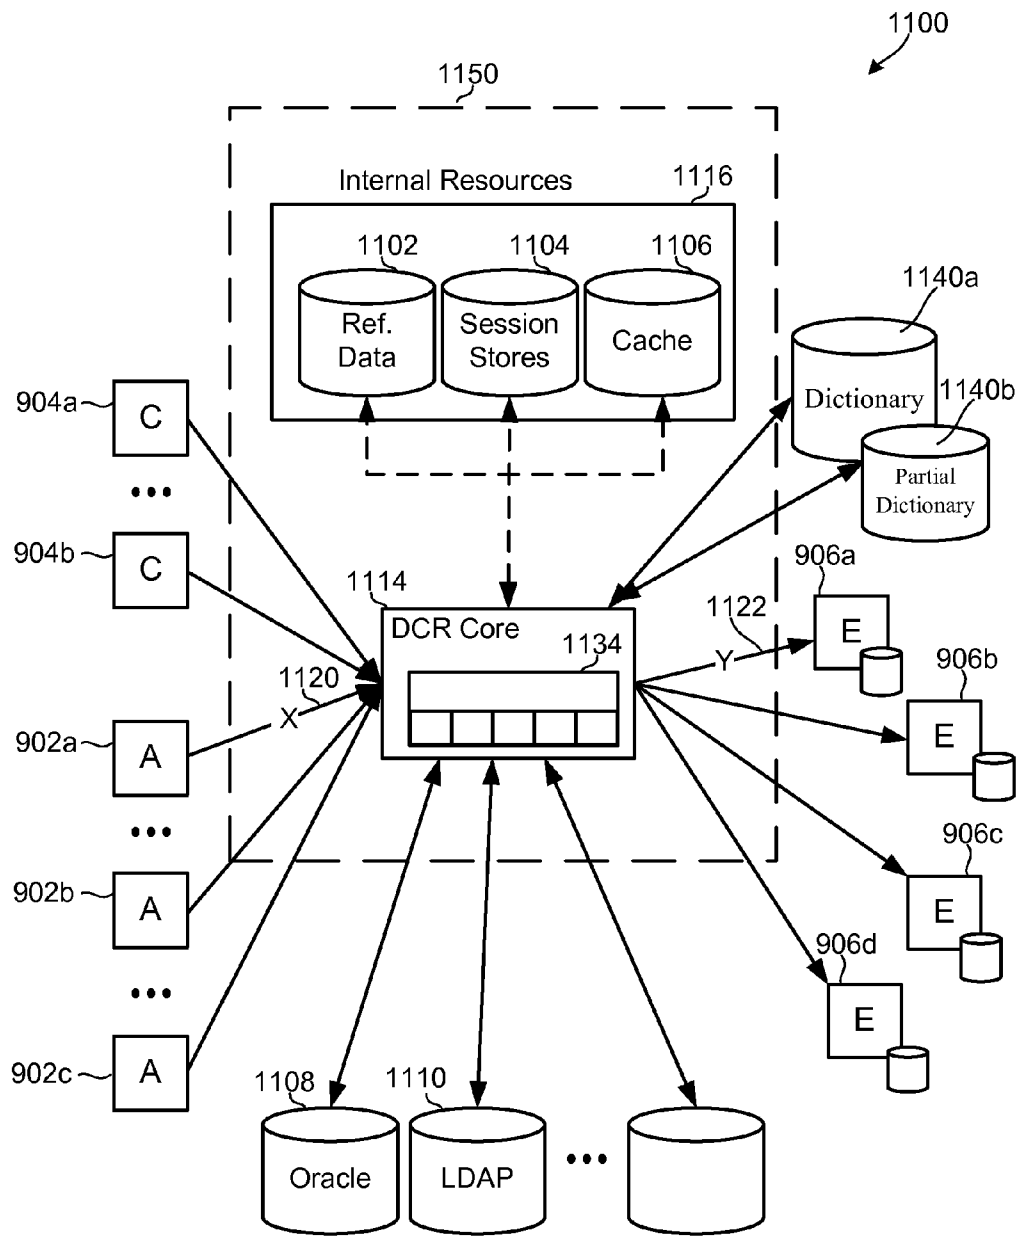 1100
1150
Internal Resources
1116
1102
1104
1106
Ref.
Data
Session
Stores
Cache
1140a
Dictionary
1140b
Partial
Dictionary
904a
C
•••
904b
C
1114
DCR Core
1134
1120
X
1122
Y
906a
E
906b
E
902a
A
•••
902b
A
906c
E
•••
906d
E
902c
A
1108
Oracle
1110
LDAP
•••